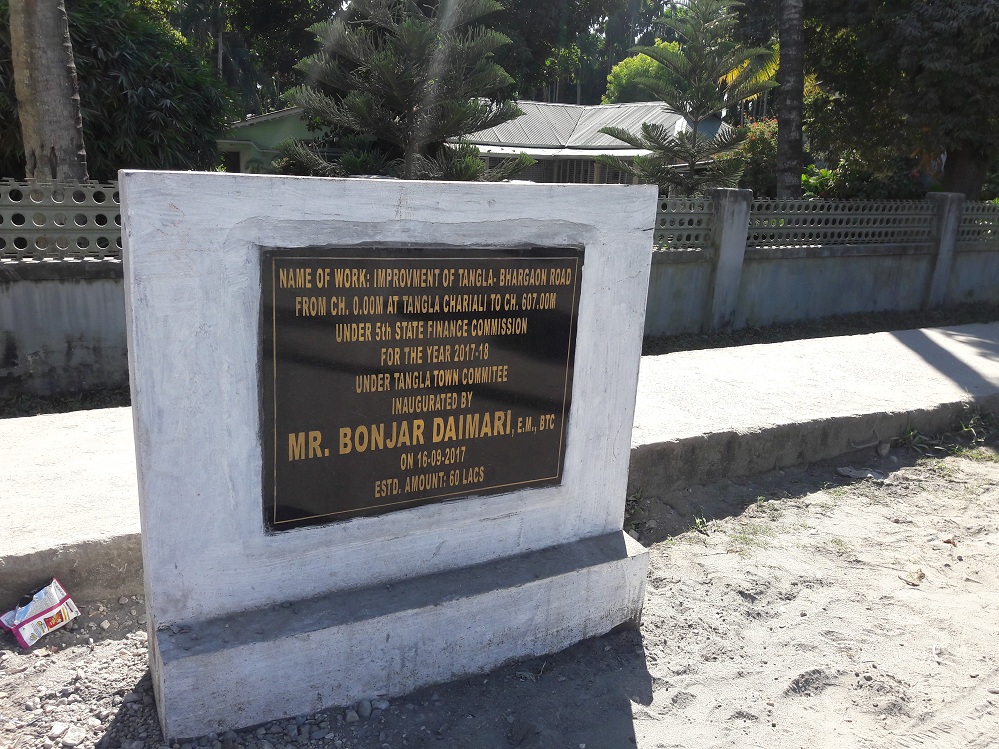 NAME OF WORK: IMPROVMENT OF TANGLA- BHARGAON ROAD
FROM CH. 0.00M AT TANGLA CHARIALI TO CH. 607.00M
UNDER 5th STATE FINANCE COMMISSION
FOR THE YEAR 2017-18
UNDER TANGLA TOWN COMMITEE
INAUGURATED BY
MR. BONJAR DAIMARI, E.M., BTC
ON 16-09-2017
ESTD. AMOUNT: 60 LACS